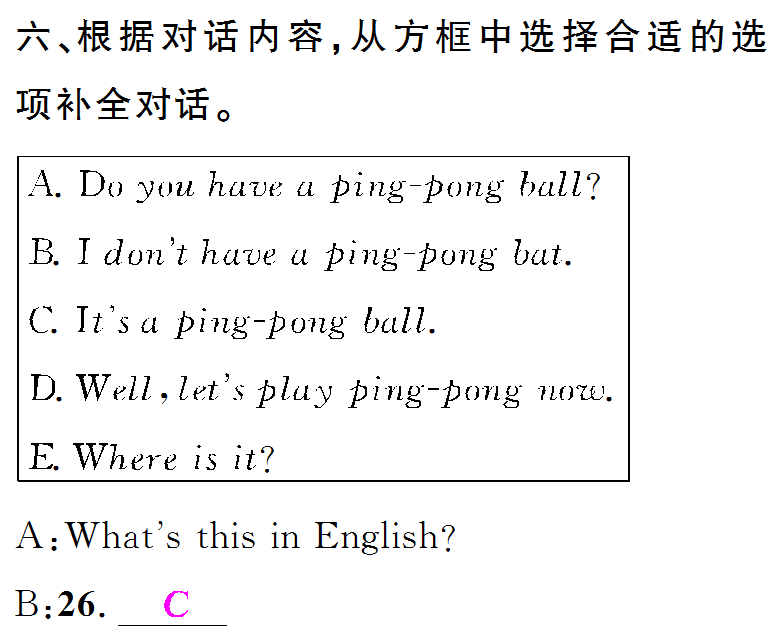 六、根据对话内容,从方框中选择合适的选
项补全对话。
A. Do you have a ping-pong ball?
B. I don't have a ping-pong bat.
C. It's a ping-pong ball.
D. Well, let's play ping-pong now.
E. Where is it?
A:What's this in English?
B:26. C